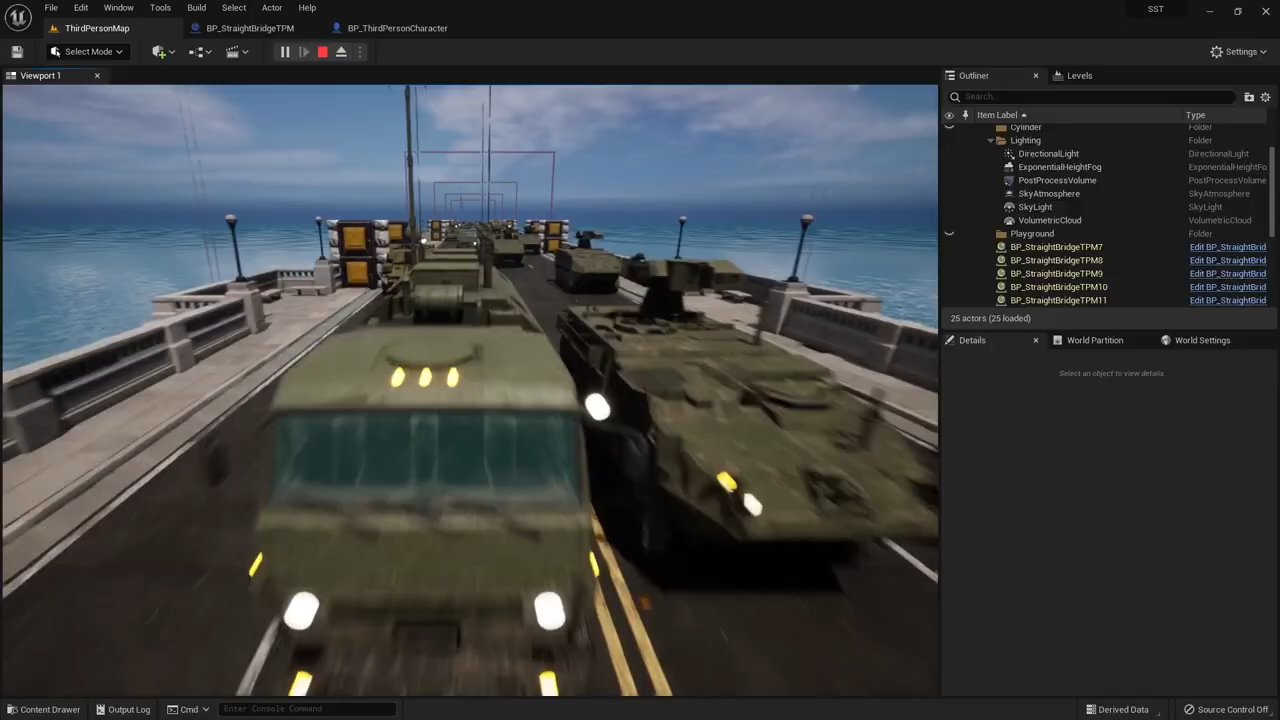 File Edit Window Tools Build Select Actor Help
SST
ThirdPersonMap
BP_StraightBridgeTPM
BP_ThirdPersonCharacter
Select Mode
Settings
Viewport 1
Outliner
Levels
Search...
Item Label
Type
Cylinder
Folder
Lighting
Folder
DirectionalLight
DirectionalLight
ExponentialHeightFog
ExponentialHeightFo
PostProcessVolume
PostProcessVolume
SkyAtmosphere
SkyAtmosphere
SkyLight
SkyLight
VolumetricCloud
VolumetricCloud
Playground
Folder
BP_StraightBridgeTPM7
Edit BP_StraightBrid
BP_StraightBridgeTPM8
Edit BP_StraightBrid
BP_StraightBridgeTPM9
Edit BP_StraightBrid
BP_StraightBridgeTPM10
Edit BP_StraightBrid
BP_StraightBridgeTPM11
Edit BP_StraightBrid
25 actors (25 loaded)
Details
World Partition
World Settings
Select an object to view details.
Content Drawer
Output Log
Cmd
Enter Console Command
Derived Data
Source Control Off